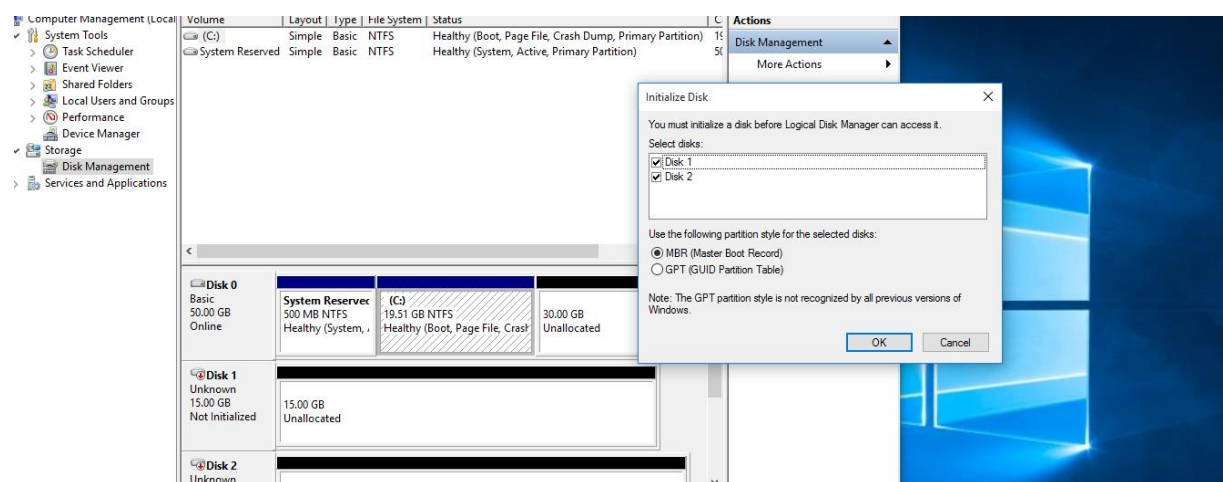 Computer Management (Local
System Tools
Task Scheduler
Event Viewer
Shared Folders
Local Users and Groups
Performance
Device Manager
Storage
Disk Management
Services and Applications
Volume Layout Type File System Status C
(C:) Simple Basic NTFS Healthy (Boot, Page File, Crash Dump, Primary Partition) 19
System Reserved Simple Basic NTFS Healthy (System, Active, Primary Partition) 50
Actions
Disk Management
More Actions
Initialize Disk
You must initialize a disk before Logical Disk Manager can access it.
Select disks:
Disk 1
Disk 2
Use the following partition style for the selected disks:
MBR (Master Boot Record)
GPT (GUID Partition Table)
Note: The GPT partition style is not recognized by all previous versions of
Windows.
OK Cancel
Disk 0
Basic
50.00 GB
Online
System Reserved
500 MB NTFS
Healthy (System,
(C:)
19.51 GB NTFS
Healthy (Boot, Page File, Crash
30.00 GB
Unallocated
Disk 1
Unknown
15.00 GB
Not Initialized
15.00 GB
Unallocated
Disk 2
Unknown